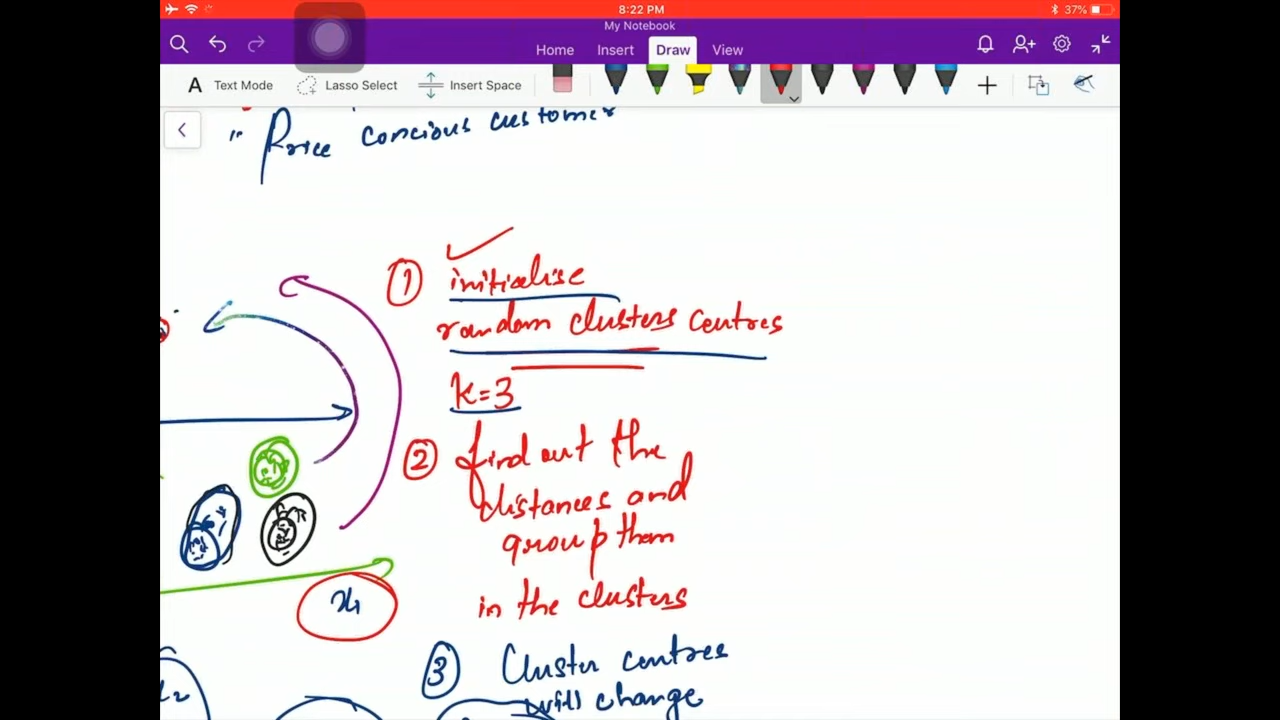 8:22 PM
37%
My Notebook
Home Insert Draw View
A Text Mode Lasso Select Insert Space
" Price concious customer
① initialise
random clusters centres
K=3
② find out the
distances and
group them
in the clusters
x1
③ Cluster centres
will change